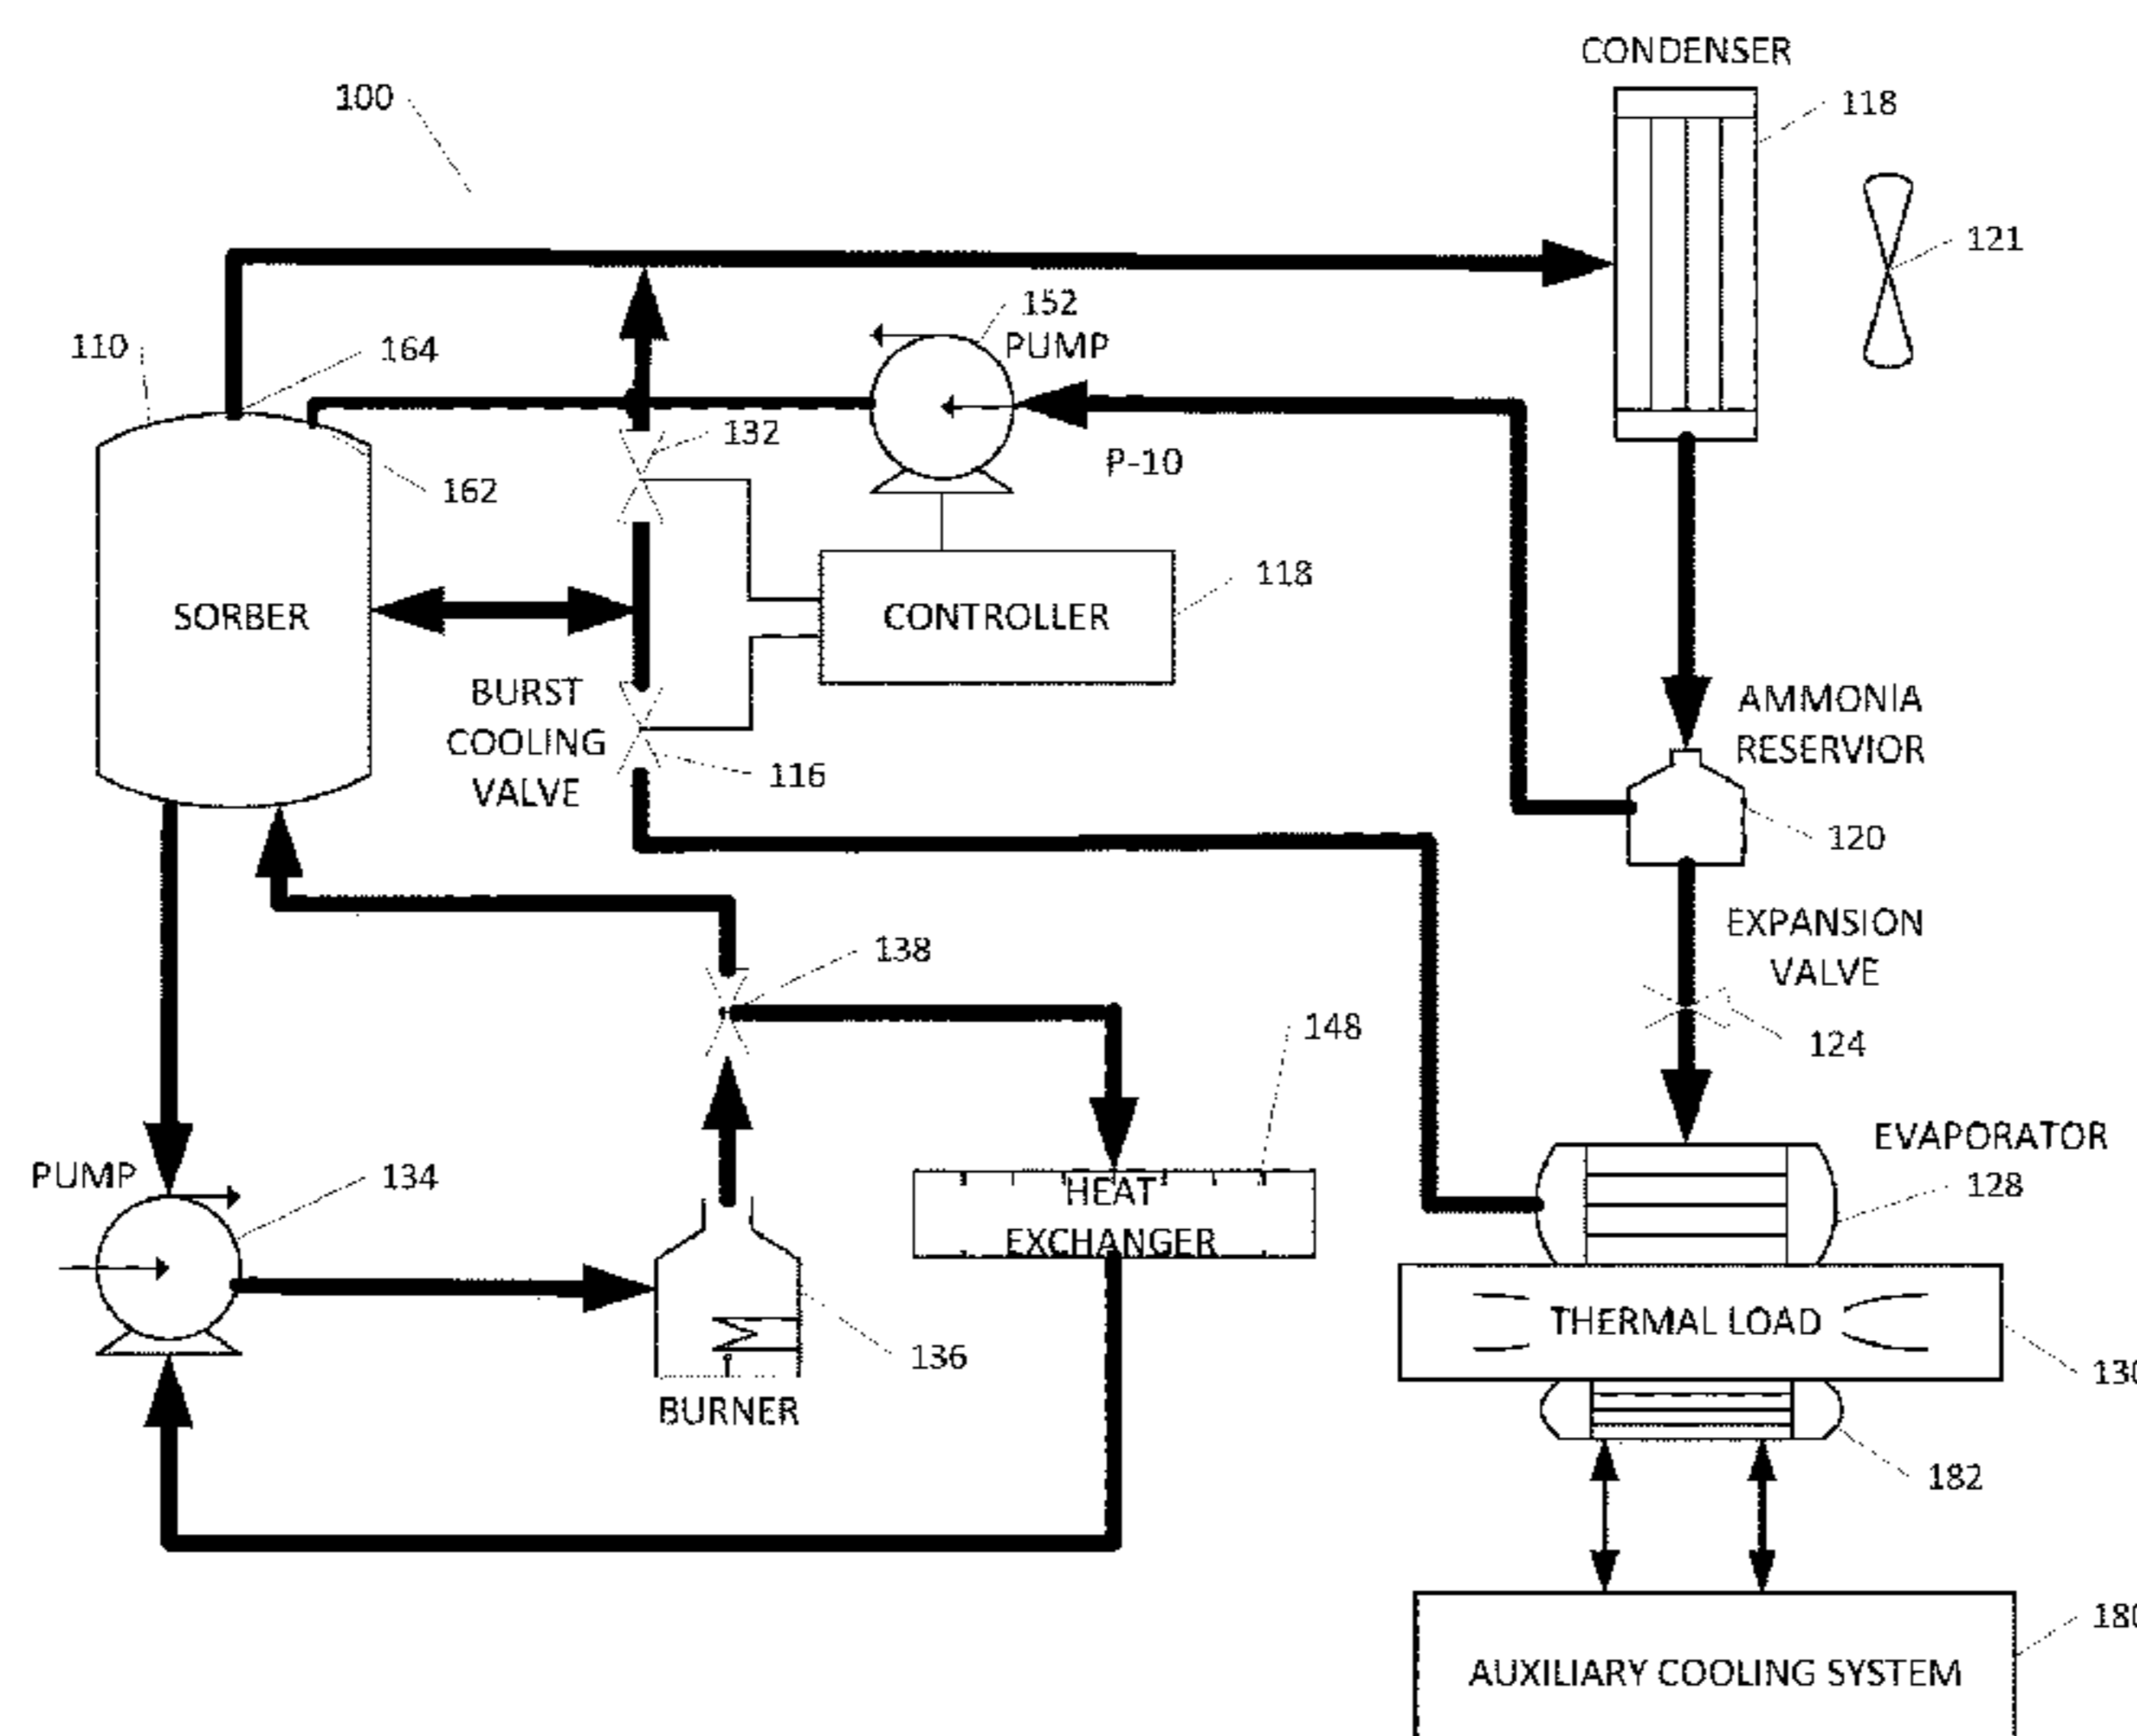 CONDENSER
100
118
121
152
PUMP
110
164
132
P-10
162
118
SORBER
CONTROLLER
BURST
COOLING
VALVE
116
AMMONIA
RESERVIOR
120
EXPANSION
VALVE
138
148
124
EVAPORATOR
128
PUMP
134
HEAT
EXCHANGER
THERMAL LOAD
136
130
BURNER
182
180
AUXILIARY COOLING SYSTEM